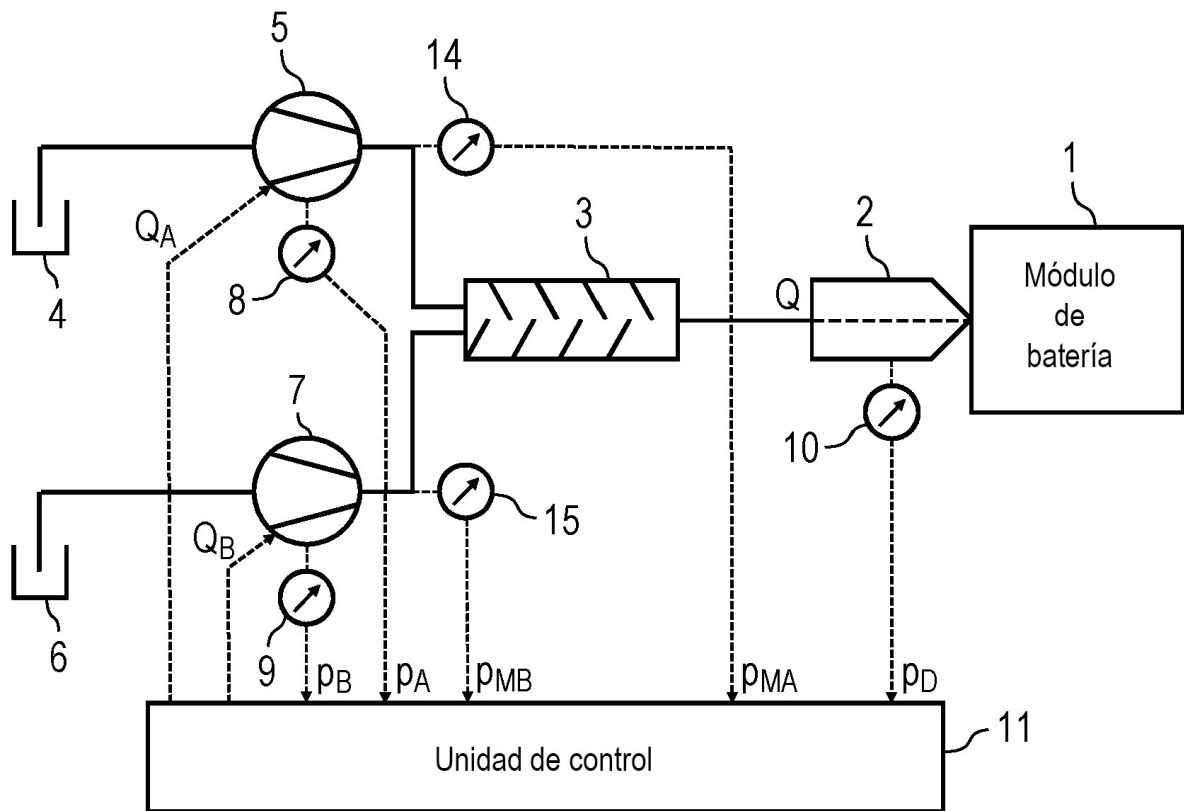 5
14
1
Q_A
3
2
4
8
Q
Módulo
de
batería
7
10
15
Q_B
6
9
p_B
p_A
p_MB
p_MA
p_D
11
Unidad de control